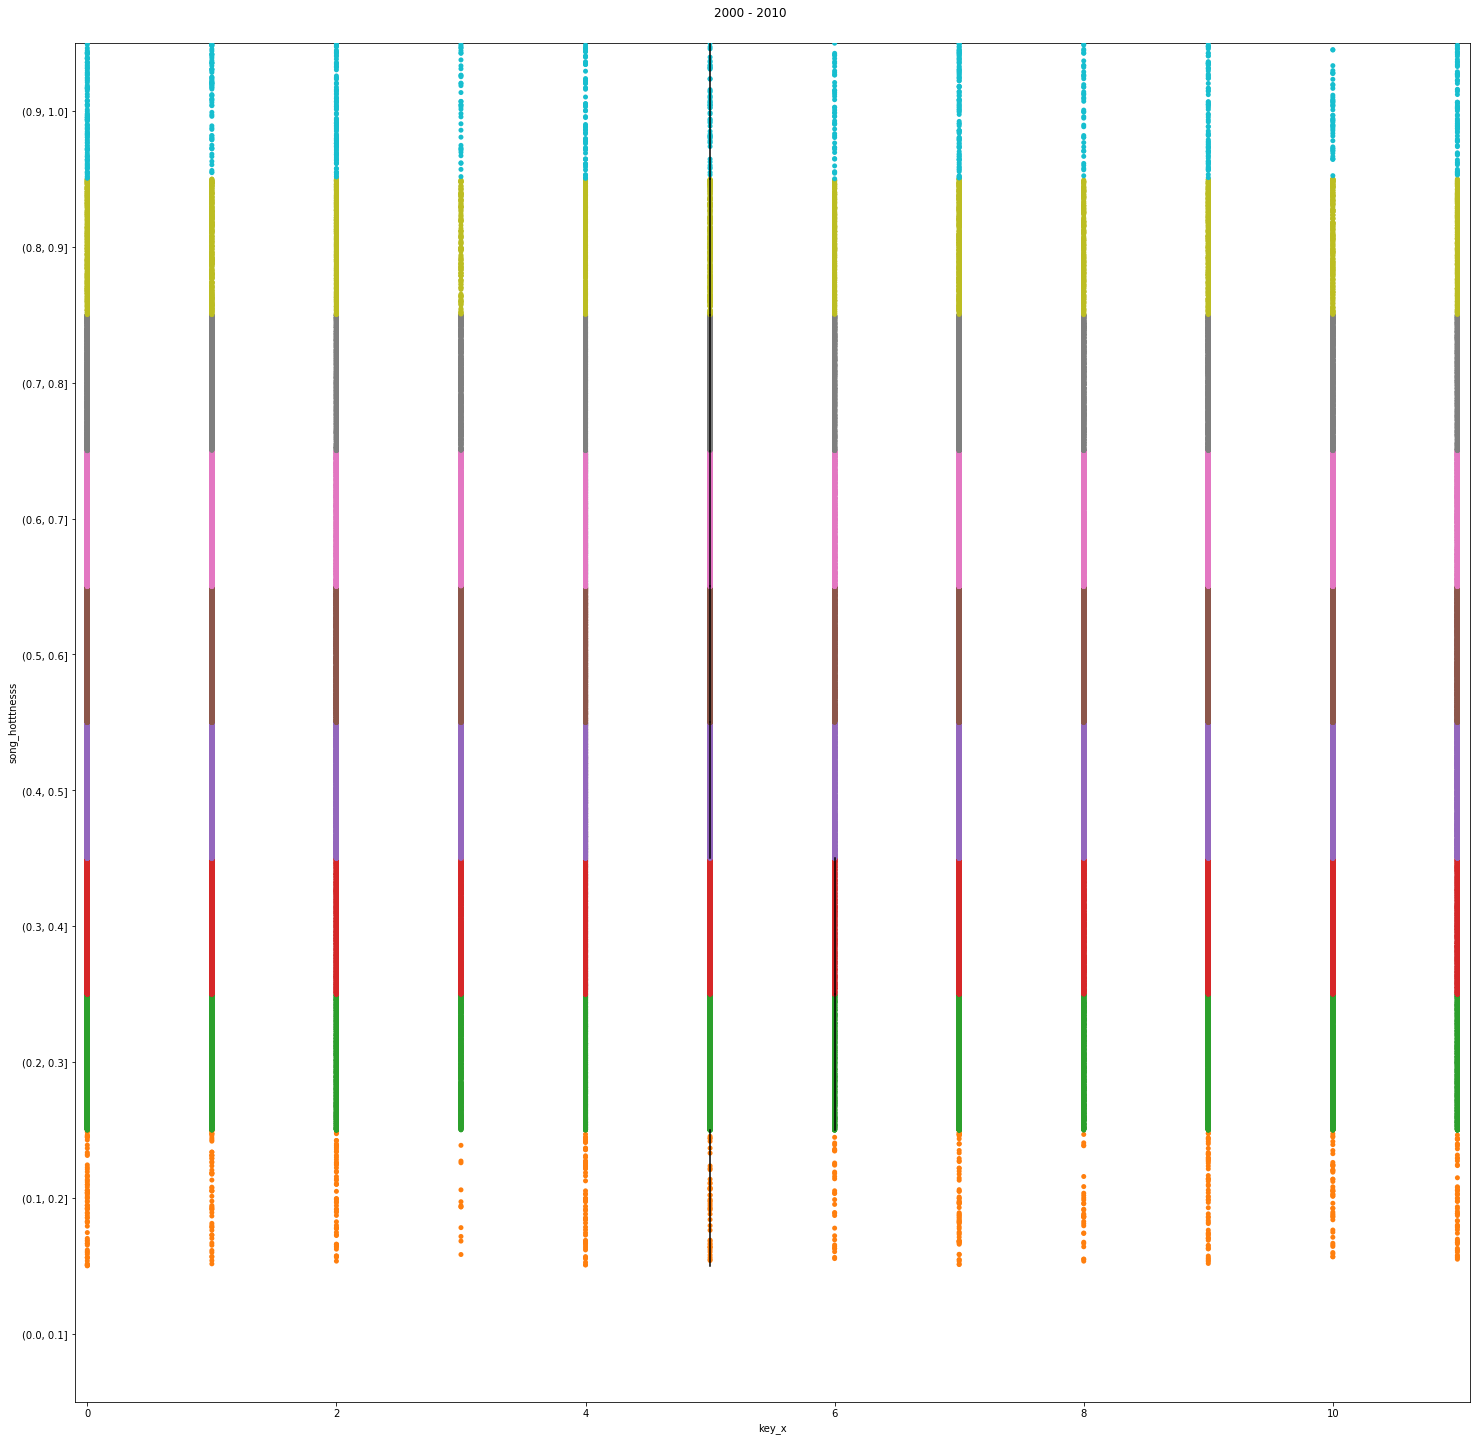 2000 - 2010
(0.9, 1.0]
(0.8, 0.9]
(0.7, 0.8]
(0.6, 0.7]
(0.5, 0.6]
(0.4, 0.5]
(0.3, 0.4]
(0.2, 0.3]
(0.1, 0.2]
(0.0, 0.1]
song_hotttnesss
0 2 4 6 8 10
key_x